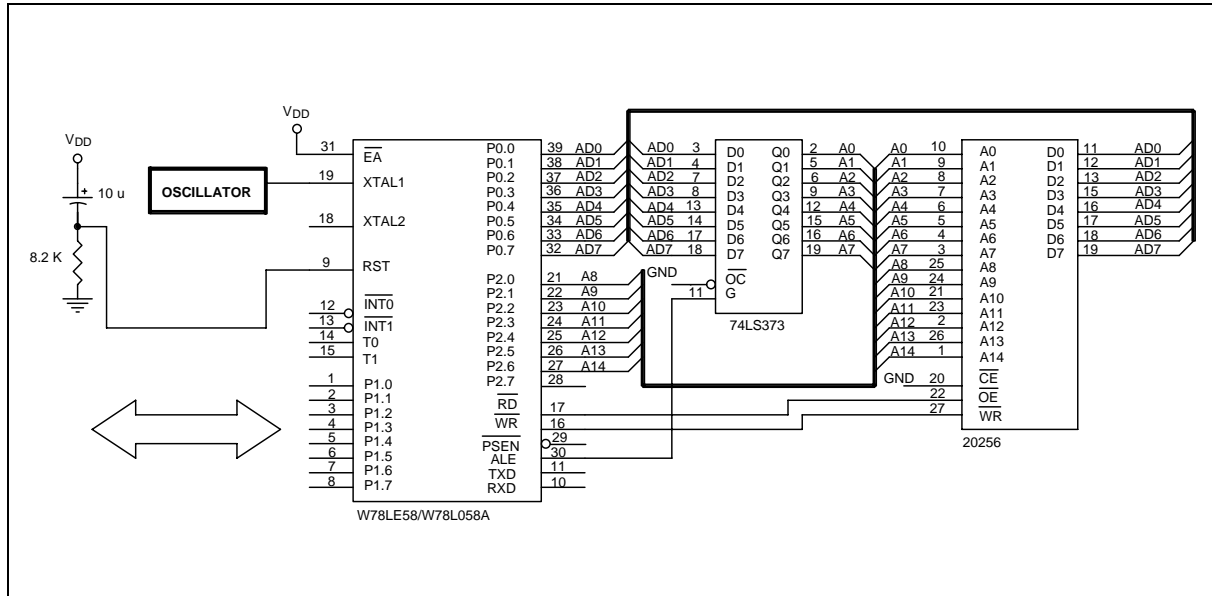 VDD
10 u
8.2 K
OSCILLATOR
VDD
31 EA
19 XTAL1
18 XTAL2
9 RST
12 INT0
13 INT1
14 T0
15 T1
1 P1.0
2 P1.1
3 P1.2
4 P1.3
5 P1.4
6 P1.5
7 P1.6
8 P1.7
P0.0 39 AD0
P0.1 38 AD1
P0.2 37 AD2
P0.3 36 AD3
P0.4 35 AD4
P0.5 34 AD5
P0.6 33 AD6
P0.7 32 AD7
P2.0 21 A8
P2.1 22 A9
P2.2 23 A10
P2.3 24 A11
P2.4 25 A12
P2.5 26 A13
P2.6 27 A14
P2.7 28
RD 17
WR 16
PSEN 29
ALE 30
TXD 11
RXD 10
W78LE58/W78L058A
AD0 3 D0 Q0 2 A0
AD1 4 D1 Q1 5 A1
AD2 7 D2 Q2 6 A2
AD3 8 D3 Q3 9 A3
AD4 13 D4 Q4 12 A4
AD5 14 D5 Q5 15 A5
AD6 17 D6 Q6 16 A6
AD7 18 D7 Q7 19 A7
GND OC
11 G
74LS373
A0 10 A0 D0 11 AD0
A1 9 A1 D1 12 AD1
A2 8 A2 D2 13 AD2
A3 7 A3 D3 15 AD3
A4 6 A4 D4 16 AD4
A5 5 A5 D5 17 AD5
A6 4 A6 D6 18 AD6
A7 3 A7 D7 19 AD7
A8 25 A8
A9 24 A9
A10 21 A10
A11 23 A11
A12 2 A12
A13 26 A13
A14 1 A14
GND 20 CE
22 OE
27 WR
20256